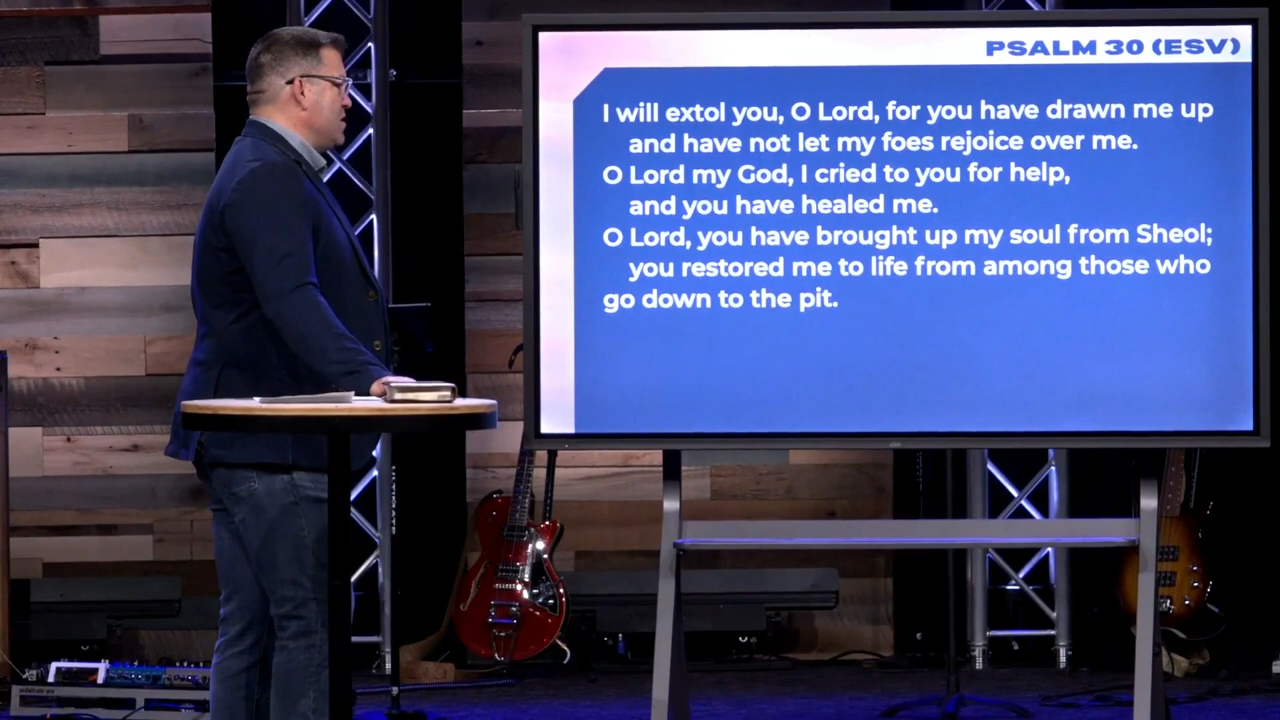 PSALM 30 (ESV)
I will extol you, O Lord, for you have drawn me up
and have not let my foes rejoice over me.
O Lord my God, I cried to you for help,
and you have healed me.
O Lord, you have brought up my soul from Sheol;
you restored me to life from among those who
go down to the pit.
ULTIMATE